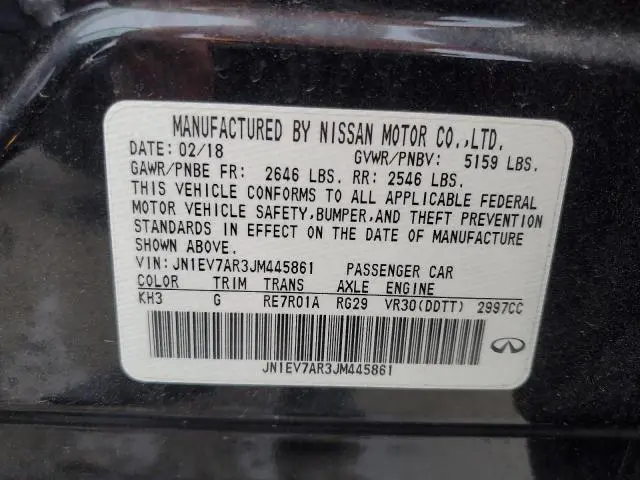 MANUFACTURED BY NISSAN MOTOR CO.,LTD.
DATE: 02/18 GVWR/PNBV: 5159 LBS.
GAWR/PNBE FR: 2646 LBS. RR: 2546 LBS.
THIS VEHICLE CONFORMS TO ALL APPLICABLE FEDERAL
MOTOR VEHICLE SAFETY,BUMPER,AND THEFT PREVENTION
STANDARDS IN EFFECT ON THE DATE OF MANUFACTURE
SHOWN ABOVE.
VIN:JN1EV7AR3JM445861 PASSENGER CAR
COLOR TRIM TRANS AXLE ENGINE
KH3 G RE7R01A RG29 VR30(DDTT) 2997CC
JN1EV7AR3JM445861